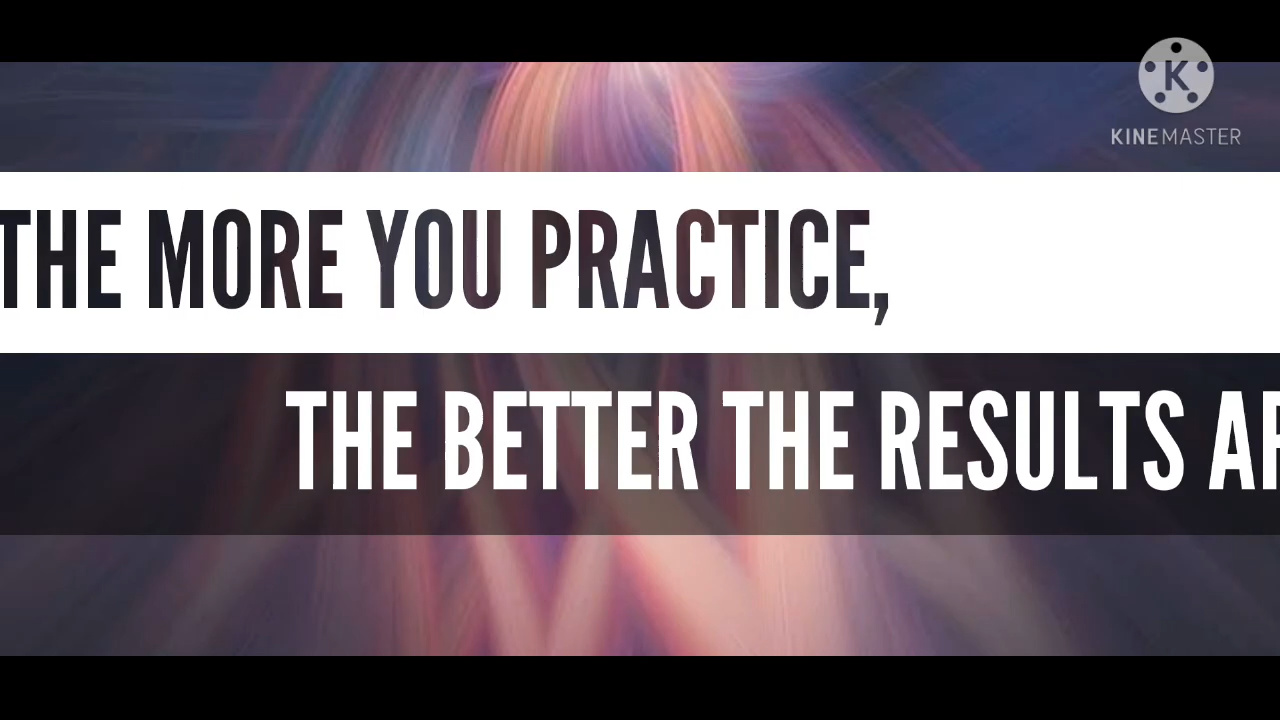 K
KINEMASTER
THE MORE YOU PRACTICE,
THE BETTER THE RESULTS